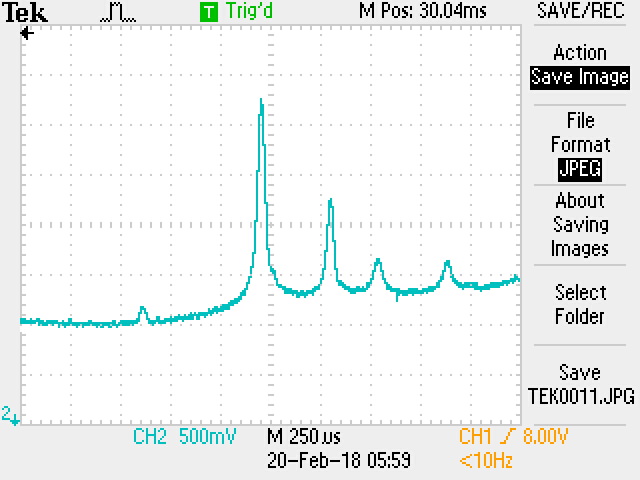 Tek T Trig'd M Pos: 30.04ms SAVE/REC
Action
Save Image
File
Format
JPEG
About
Saving
Images
Select
Folder
Save
TEK0011.JPG
2
CH2 500mV M 250µs CH1 8.00V
20-Feb-18 05:59 <10Hz